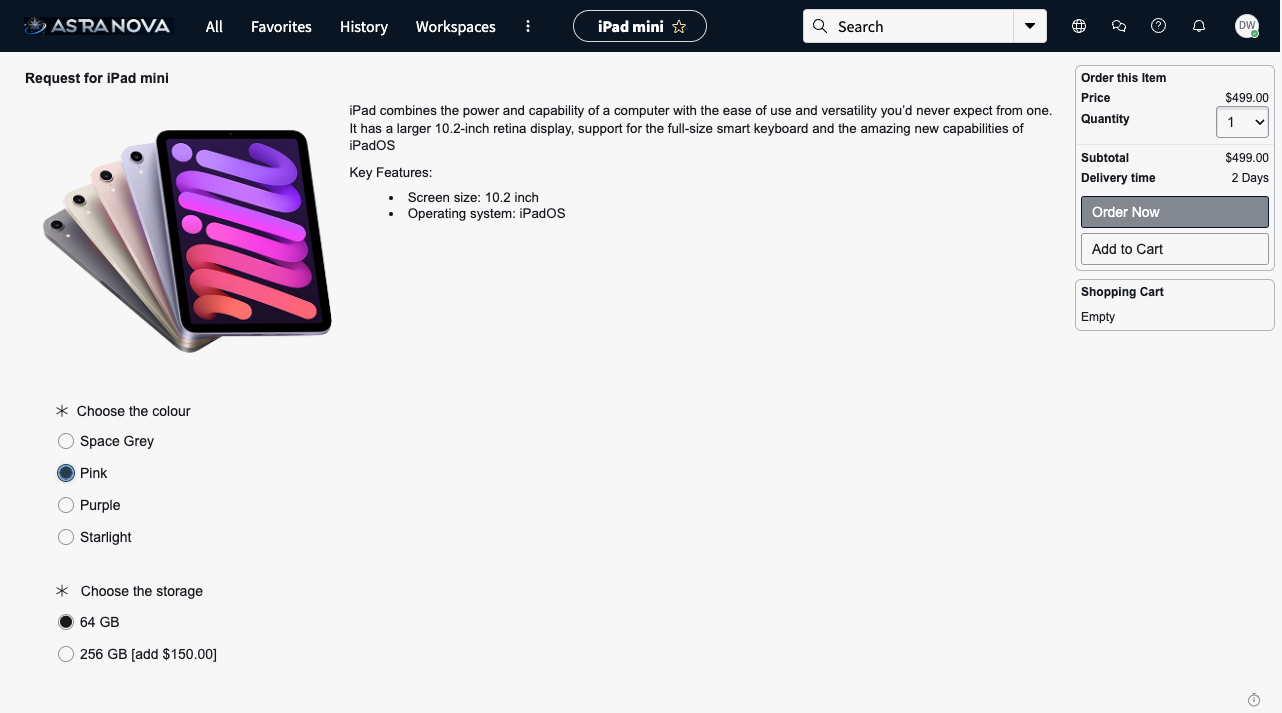 ASTRA NOVA
All
Favorites
History
Workspaces
iPad mini
Search
DW
Request for iPad mini
iPad combines the power and capability of a computer with the ease of use and versatility you’d never expect from one.
It has a larger 10.2-inch retina display, support for the full-size smart keyboard and the amazing new capabilities of
iPadOS
Key Features:
• Screen size: 10.2 inch
• Operating system: iPadOS
Order this Item
Price $499.00
Quantity 1
Subtotal $499.00
Delivery time 2 Days
Order Now
Add to Cart
Shopping Cart
Empty
Choose the colour
Space Grey
Pink
Purple
Starlight
Choose the storage
64 GB
256 GB [add $150.00]